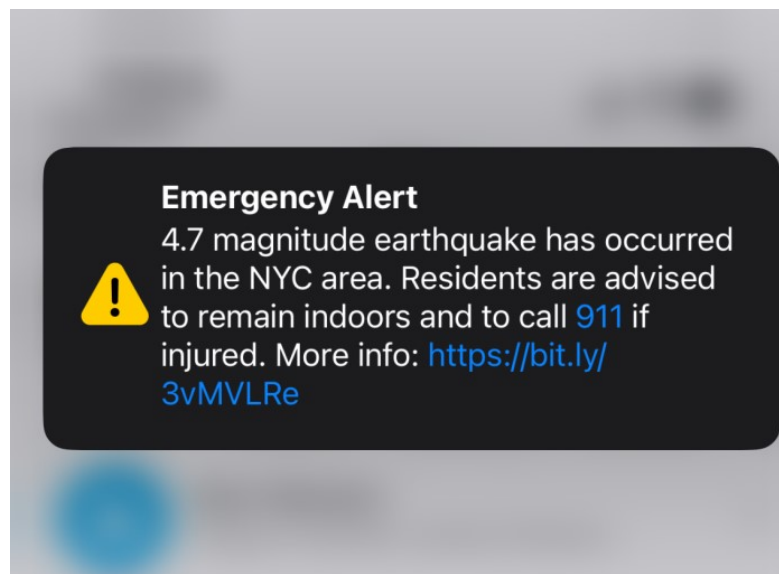 Emergency Alert
4.7 magnitude earthquake has occurred
in the NYC area. Residents are advised
to remain indoors and to call 911 if
injured. More info: https://bit.ly/
3vMVLRe